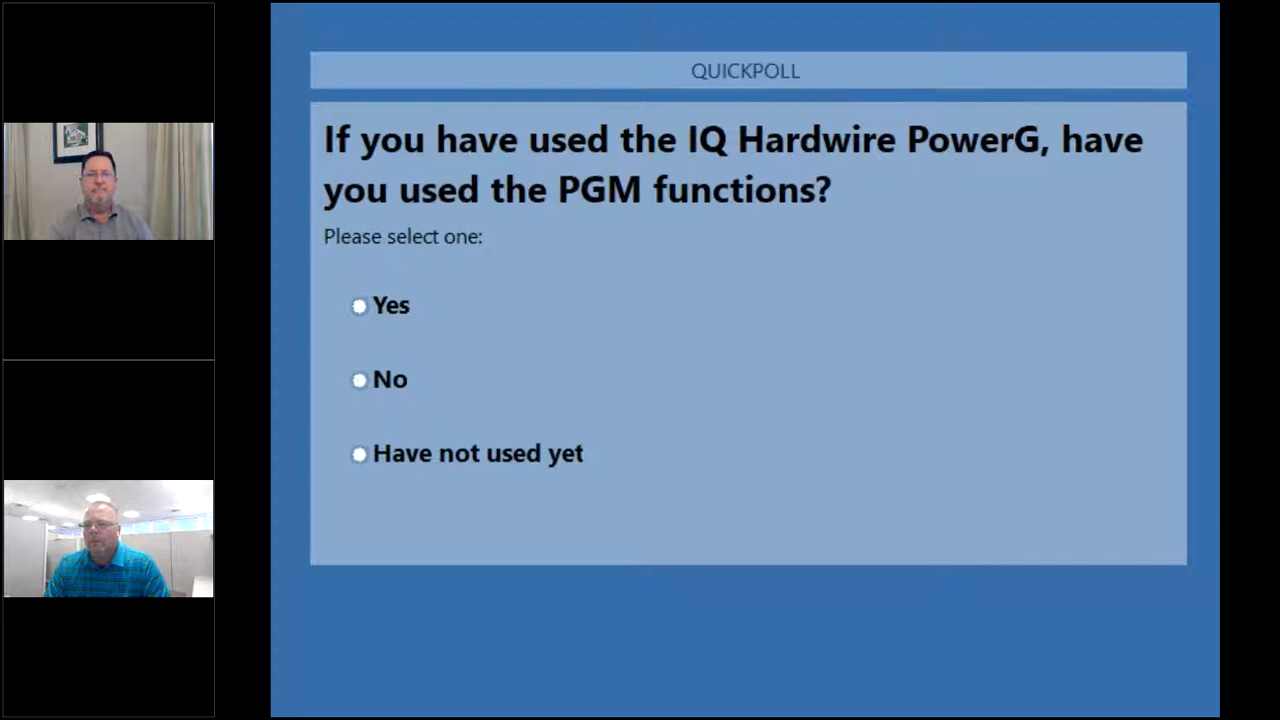 QUICKPOLL
If you have used the IQ Hardwire PowerG, have
you used the PGM functions?
Please select one:
Yes
No
Have not used yet